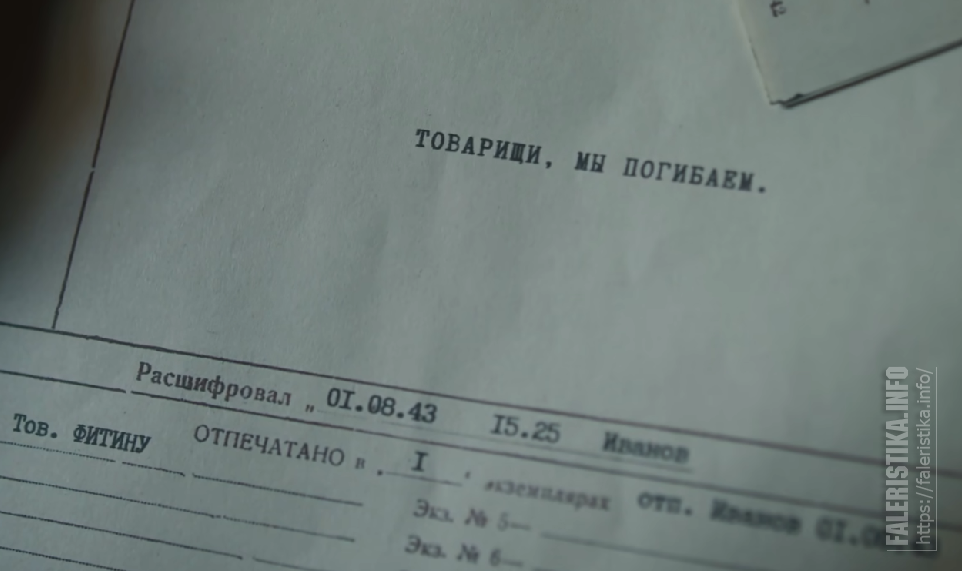 ТОВАРИЩИ, МЫ ПОГИБАЕМ.
Расшифровал „ 01.08.43 15.25 Иванов
Тов. ФИТИНУ ОТПЕЧАТАНО в I экземплярах отп. Иванов
Экз. № 5—
Экз. № 6—
FALERISTIKA.INFO
https://faleristika.info/